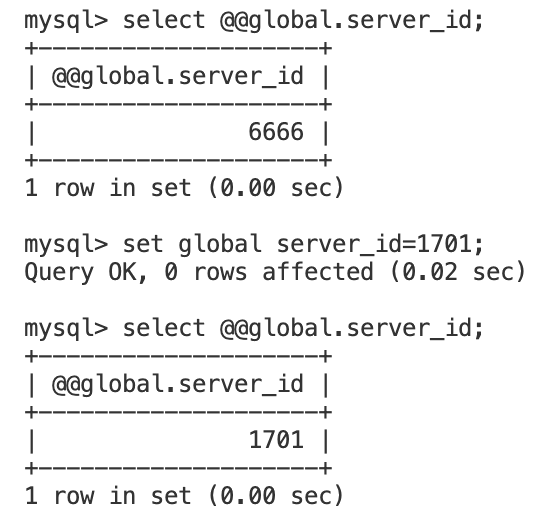 mysql> select @@global.server_id;
+--------------------+
| @@global.server_id |
+--------------------+
|               6666 |
+--------------------+
1 row in set (0.00 sec)
mysql> set global server_id=1701;
Query OK, 0 rows affected (0.02 sec)
mysql> select @@global.server_id;
+--------------------+
| @@global.server_id |
+--------------------+
|               1701 |
+--------------------+
1 row in set (0.00 sec)